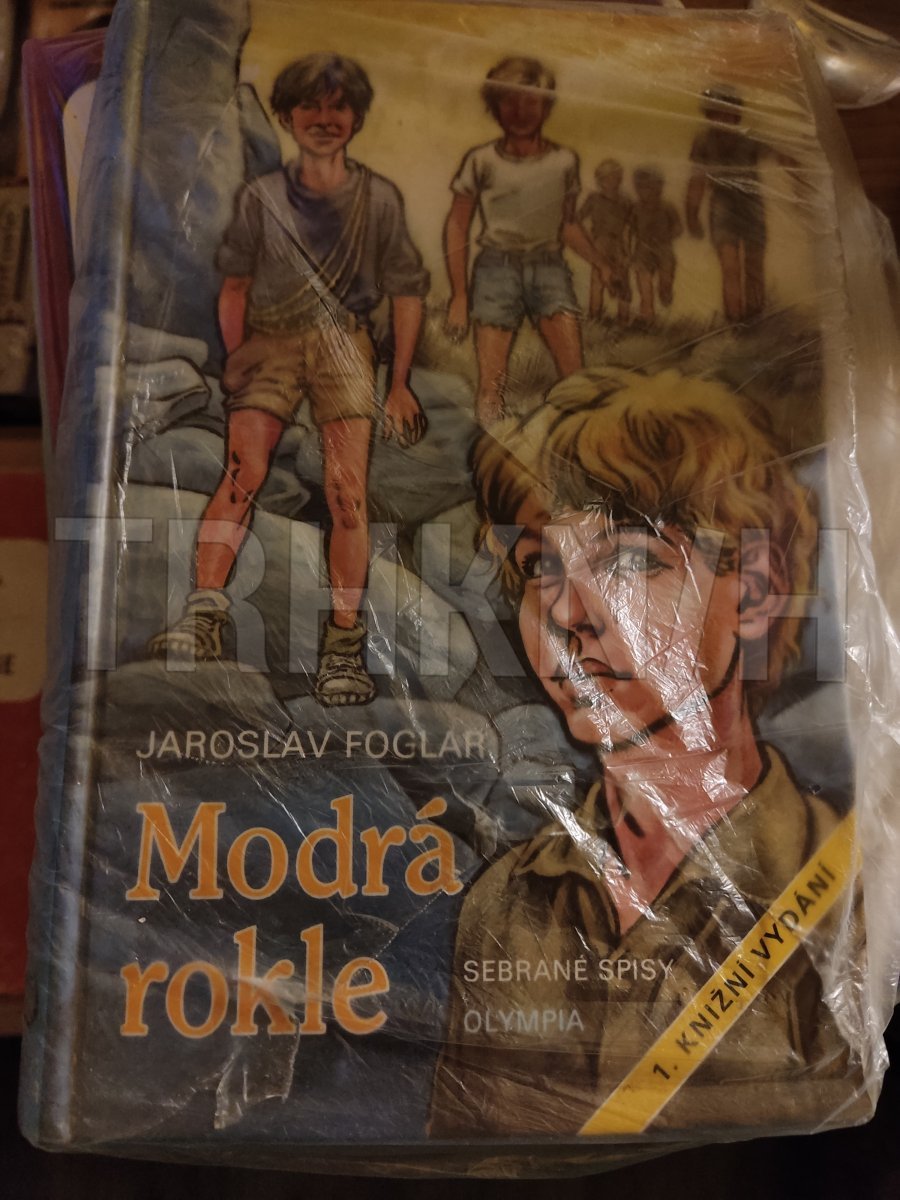 TRHKNIH
JAROSLAV FOGLAR
Modrá
rokle
SEBRANÉ SPISY
OLYMPIA
1. KNIŽNÍ VYDÁNÍ